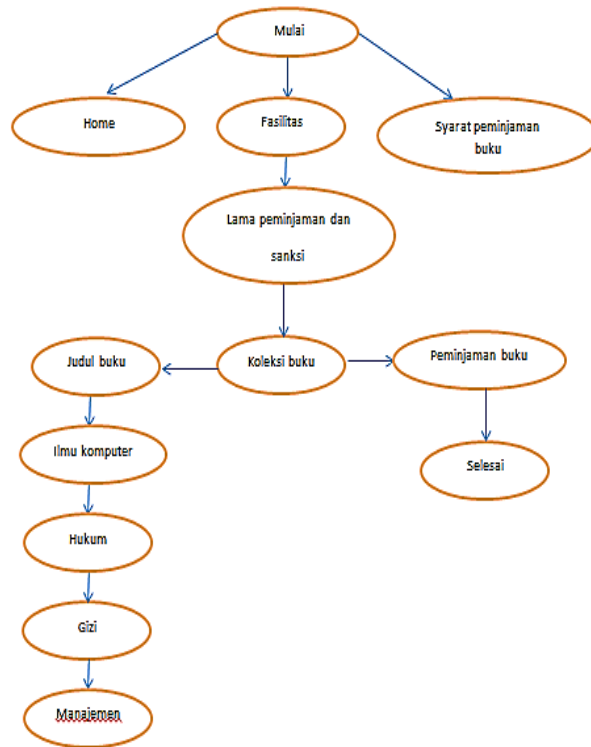 Mulai
Home
Fasilitas
Syarat peminjaman
buku
Lama peminjaman dan
sanksi
Judul buku
Koleksi buku
Peminjaman buku
Ilmu komputer
Selesai
Hukum
Gizi
Manajemen